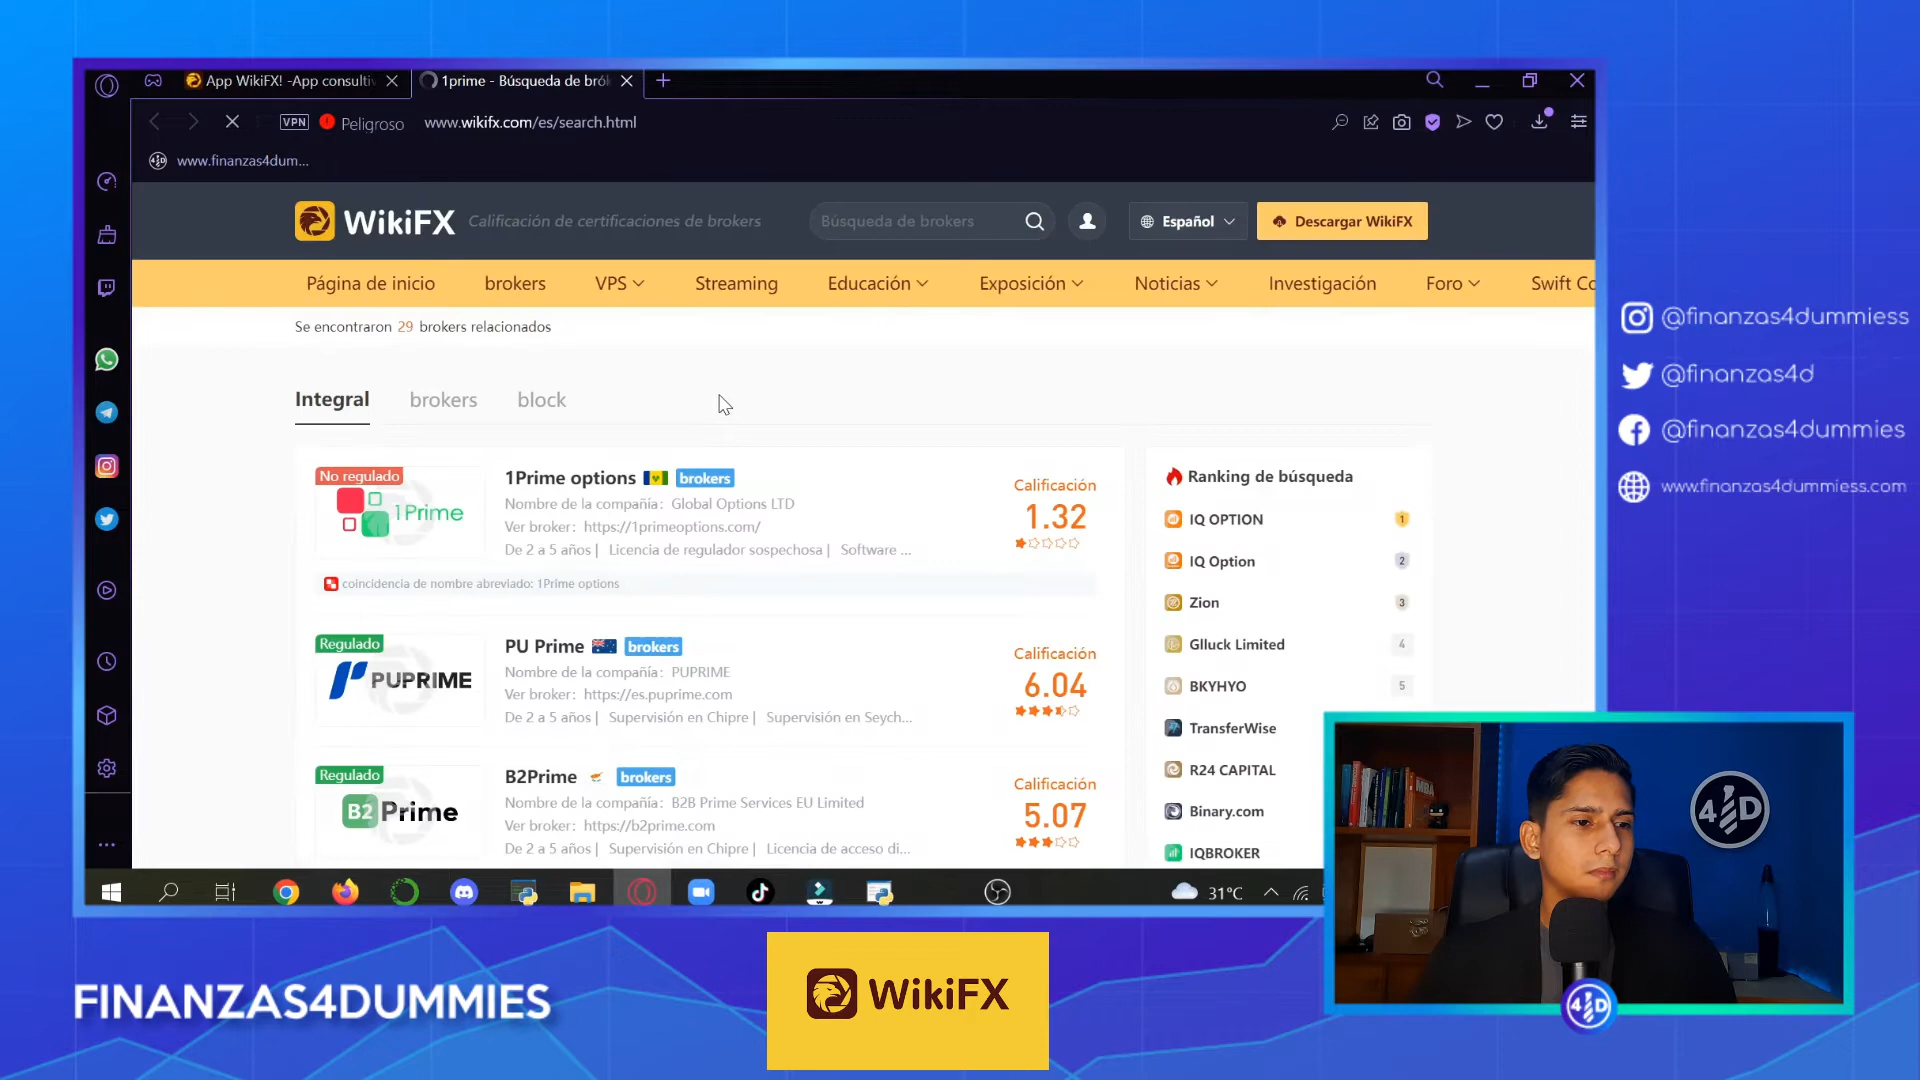 App WikiFX! -App consulti
1prime - Búsqueda de bró
VPN
Peligroso
www.wikifx.com/es/search.html
www.finanzas4dum...
WikiFX
Calificación de certificaciones de brokers
Búsqueda de brokers
Español
Descargar WikiFX
Página de inicio
brokers
VPS
Streaming
Educación
Exposición
Noticias
Investigación
Foro
Swift Co
Se encontraron 29 brokers relacionados
Integral
brokers
block
No regulado
1Prime
1Prime options
brokers
Nombre de la compañía: Global Options LTD
Ver broker: https://1primeoptions.com/
De 2 a 5 años | Licencia de regulador sospechosa | Software ...
Calificación
1.32
coincidencia de nombre abreviado: 1Prime options
Regulado
PUPRIME
PU Prime
brokers
Nombre de la compañía: PUPRIME
Ver broker: https://es.puprime.com
De 2 a 5 años | Supervisión en Chipre | Supervisión en Seych...
Calificación
6.04
Regulado
B2 Prime
B2Prime
brokers
Nombre de la compañía: B2B Prime Services EU Limited
Ver broker: https://b2prime.com
De 2 a 5 años | Supervisión en Chipre | Licencia de acceso di...
Calificación
5.07
Ranking de búsqueda
IQ OPTION
1
IQ Option
2
Zion
3
Glluck Limited
4
BKYHYO
5
TransferWise
R24 CAPITAL
Binary.com
IQBROKER
31°C
@finanzas4dummiess
@finanzas4d
@finanzas4dummies
www.finanzas4dummiess.com
MBA
4D
4D
FINANZAS4DUMMIES
WikiFX